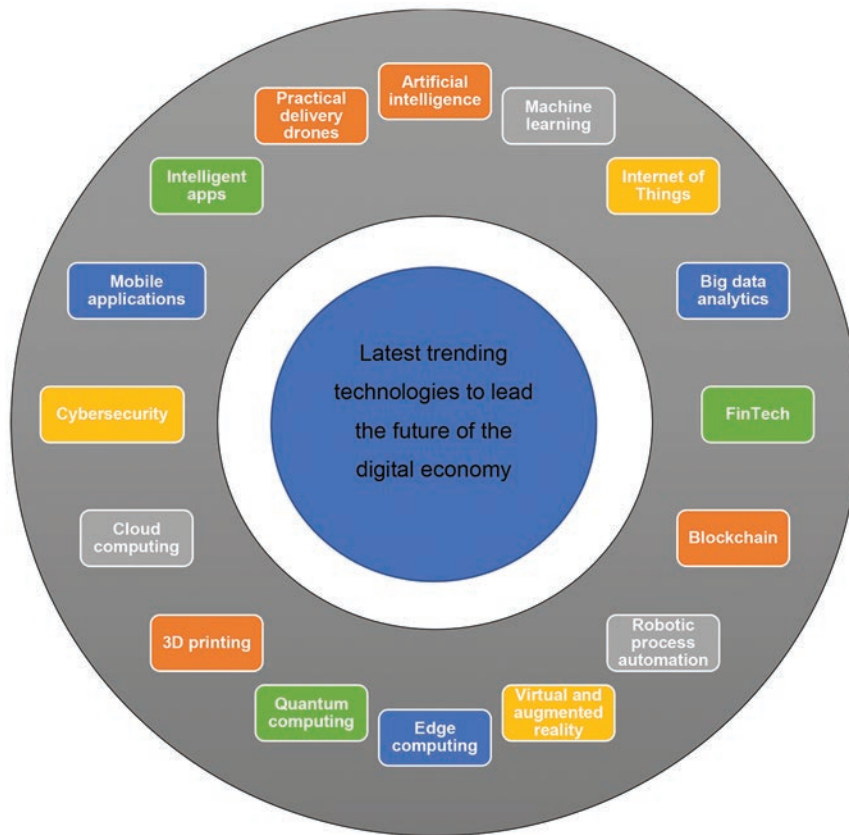 Artificial
intelligence
Machine
learning
Internet of
Things
Big data
analytics
FinTech
Blockchain
Robotic
process
automation
Virtual and
augmented
reality
Edge
computing
Quantum
computing
3D printing
Cloud
computing
Cybersecurity
Mobile
applications
Intelligent
apps
Practical
delivery
drones
Latest trending
technologies to lead
the future of the
digital economy